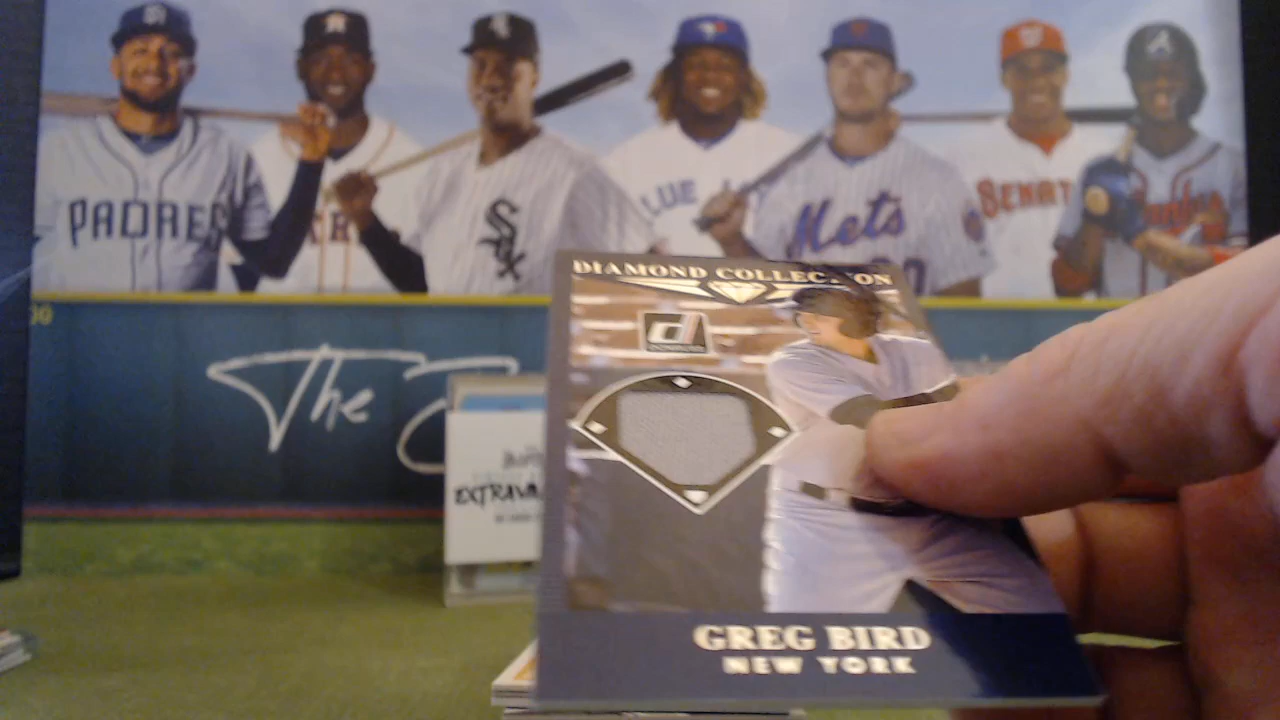 PADRES
Sox
BLUE
Mets
SENAT
DIAMOND COLLECTION
d
The
EXTRAVA
GREG BIRD
NEW YORK